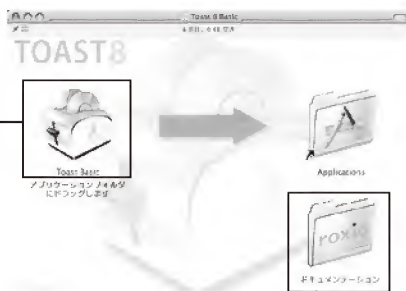 Toast 8 Basic
TOAST8
Toast Basic
アプリケーションフォルダ
にドラッグします
Applications
roxio
ドキュメンテーション